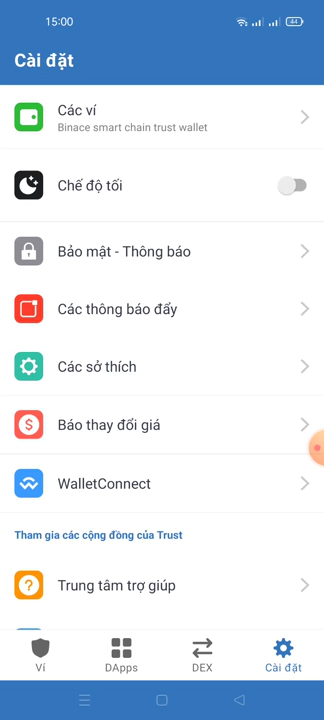 15:00
44
Cài đặt
Các ví
Binace smart chain trust wallet
Chế độ tối
Bảo mật - Thông báo
Các thông báo đẩy
Các sở thích
Báo thay đổi giá
WalletConnect
Tham gia các cộng đồng của Trust
Trung tâm trợ giúp
Ví
DApps
DEX
Cài đặt